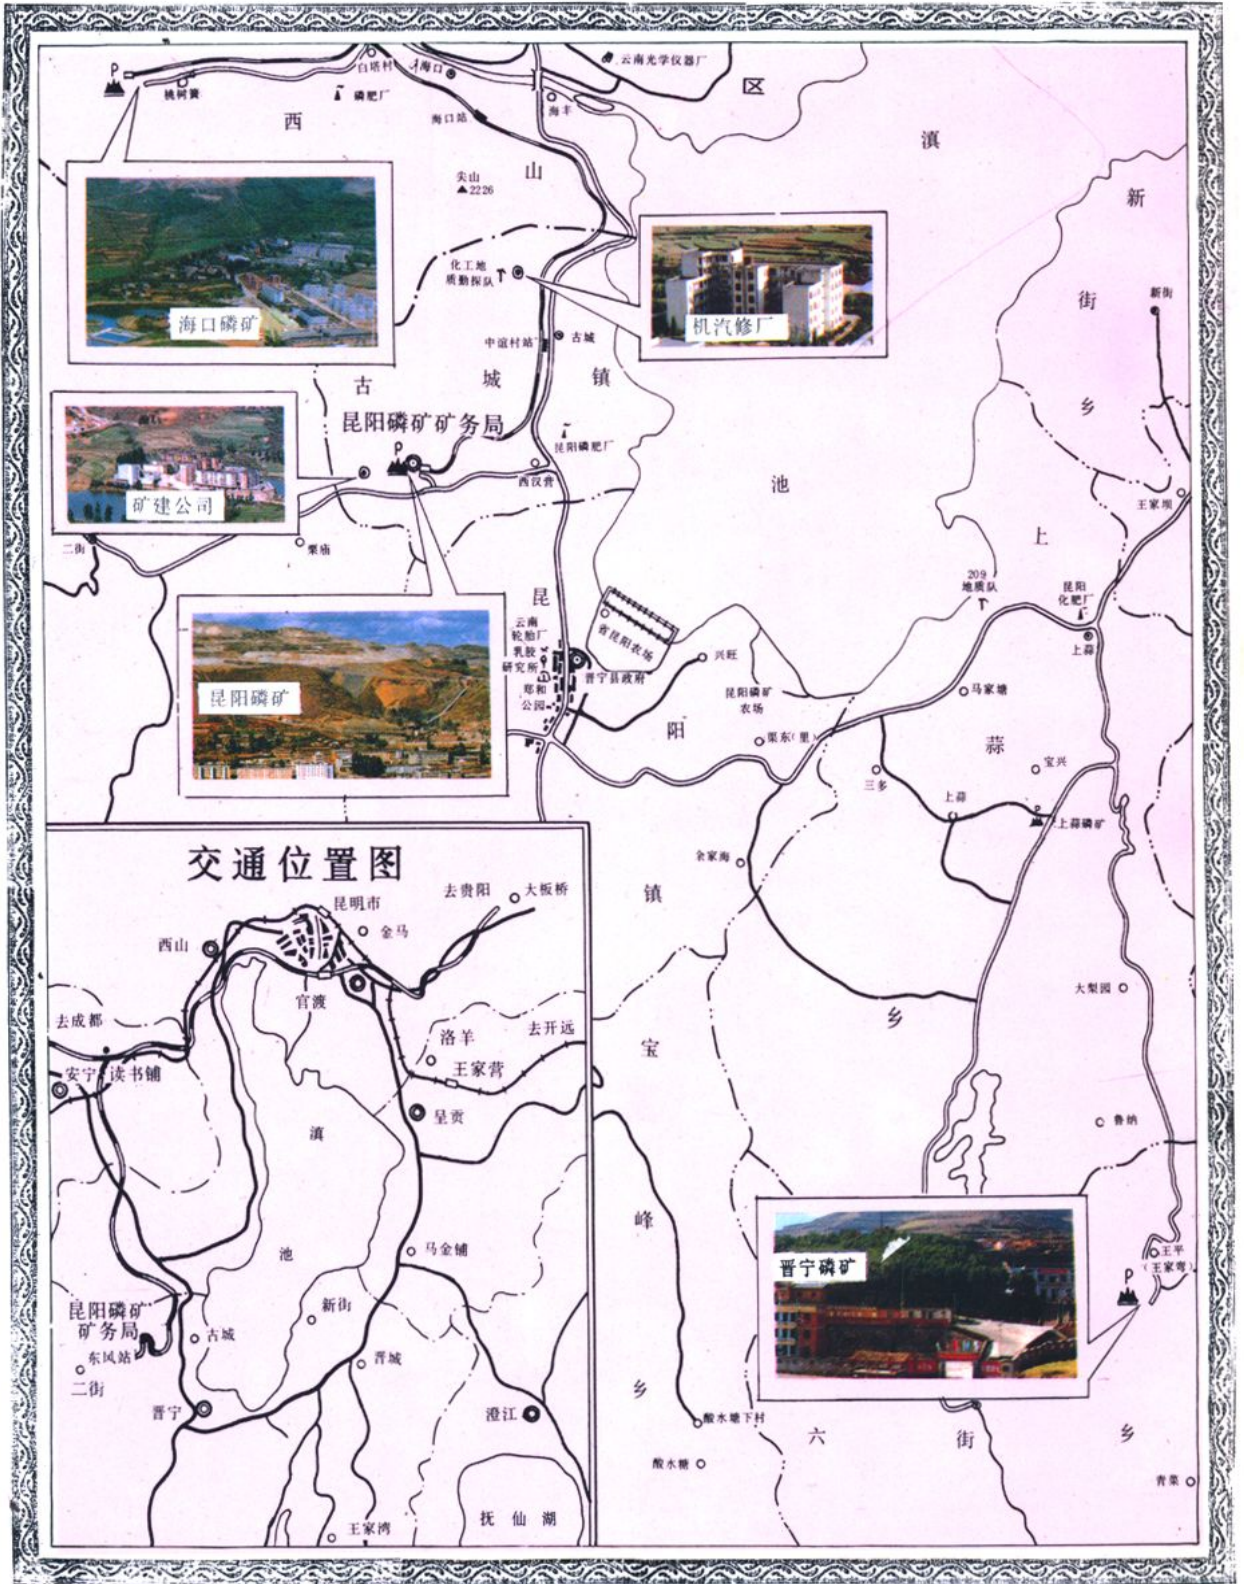 云南光学仪器厂
白塔村
海口
区
桃树箐
磷肥厂
海丰
海口站
西
滇
尖山
2226
山
新
化工地
质勘探队
海口磷矿
机汽修厂
街
新街
中谊村站
古城
古
城
镇
乡
昆阳磷矿矿务局
昆阳磷肥厂
西汉营
池
王家坝
矿建公司
二街
栗庙
上
209
地质队
昆阳
化肥厂
昆
云南
轮胎厂
乳胶
研究所
郑和
公园
省昆阳农场
晋宁县政府
兴旺
上蒜
昆阳磷矿
昆阳磷矿
农场
马家塘
阳
渠东(里)
蒜
宝兴
三多
上蒜
上蒜磷矿
交通位置图
余家海
去贵阳
大板桥
昆明市
金马
镇
西山
官渡
大梨园
去成都
洛羊
去开远
乡
宝
安宁
读书铺
王家营
呈贡
鲁纳
滇
峰
晋宁磷矿
王平
(王家弯)
马金铺
池
昆阳磷矿
矿务局
新街
古城
东风站
晋城
二街
晋宁
澄江
乡
酸水塘下村
六
街
乡
酸水塘
青菜
抚仙湖
王家湾